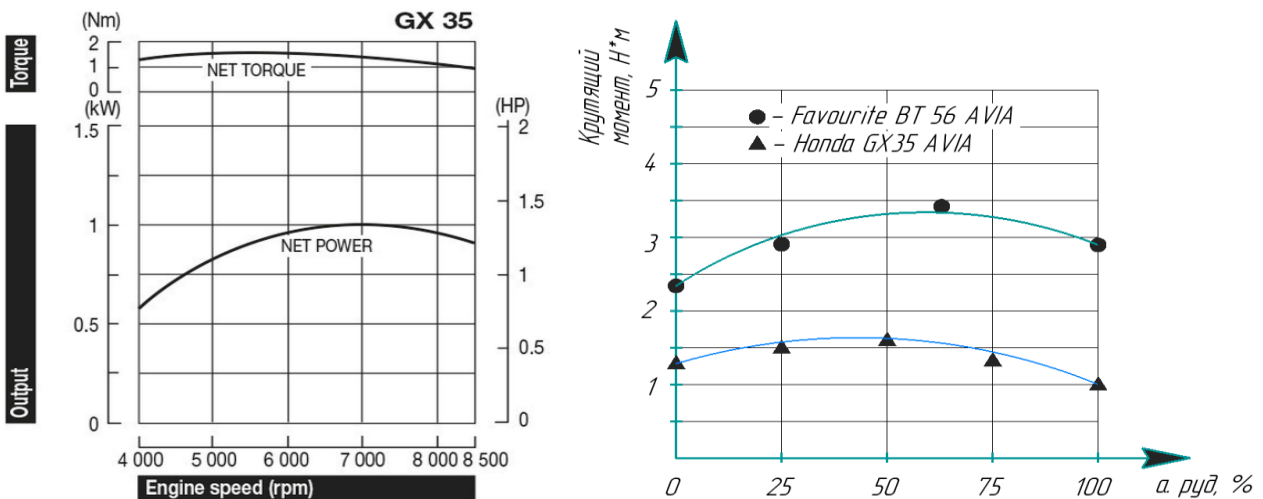 (Nm)
GX 35
Torque
2
1
0
NET TORQUE
(kW)
(HP)
1.5
1
0.5
0
2
1.5
1
0.5
0
NET POWER
Output
4 000 5 000 6 000 7 000 8 000 8 500
Engine speed (rpm)
Крутящий
момент, Н*м
5
4
3
2
1
● – Favourite BT 56 AVIA
▲ – Honda GX35 AVIA
0 25 50 75 100 α. руд, %